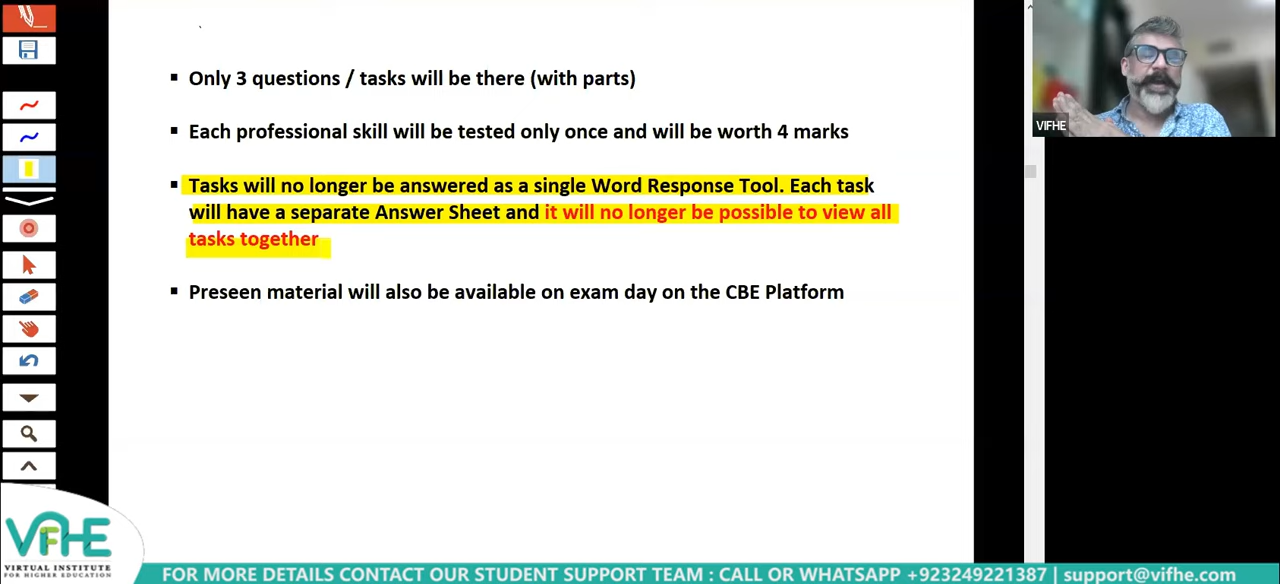 ▪ Only 3 questions / tasks will be there (with parts)
▪ Each professional skill will be tested only once and will be worth 4 marks
▪ Tasks will no longer be answered as a single Word Response Tool. Each task
will have a separate Answer Sheet and it will no longer be possible to view all
tasks together
▪ Preseen material will also be available on exam day on the CBE Platform
VIFHE
VIFHE
VIRTUAL INSTITUTE
FOR HIGHER EDUCATION
FOR MORE DETAILS CONTACT OUR STUDENT SUPPORT TEAM : CALL OR WHATSAPP +923249221387 | support@vifhe.com